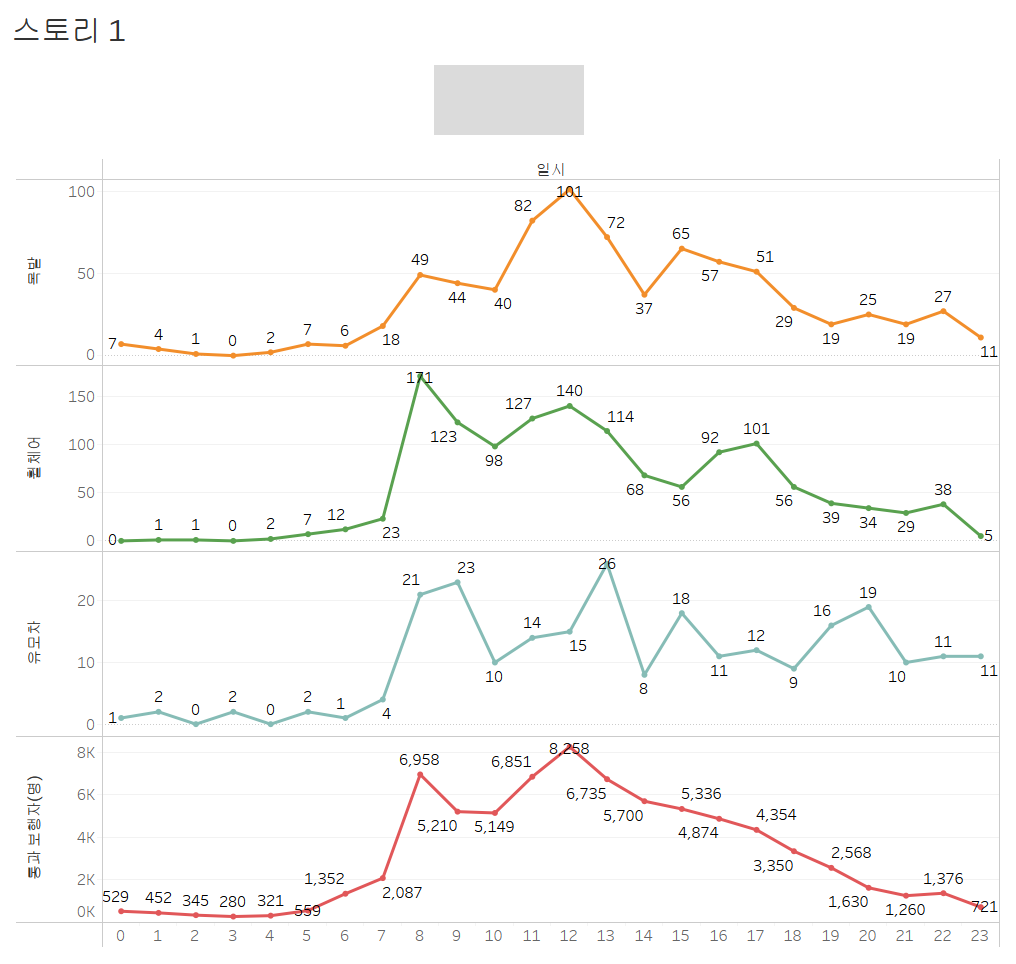 스토리 1
일시
목발
100
50
0
7 4 1 0 2 7 6 18 49 44 40 82 101 72 37 65 57 51 29 19 25 19 27 11
휠체어
150
100
50
0
0 1 1 0 2 7 12 23 171 123 98 127 140 114 68 56 92 101 56 39 34 29 38 5
유모차
20
10
0
1 2 0 2 0 2 1 4 21 23 10 14 15 26 8 18 11 12 9 16 19 10 11 11
통과 보행자(명)
8K
6K
4K
2K
0K
529 452 345 280 321 559 1,352 2,087 6,958 5,210 5,149 6,851 8,258 6,735 5,700 5,336 4,874 4,354 3,350 2,568 1,630 1,260 1,376 721
0 1 2 3 4 5 6 7 8 9 10 11 12 13 14 15 16 17 18 19 20 21 22 23